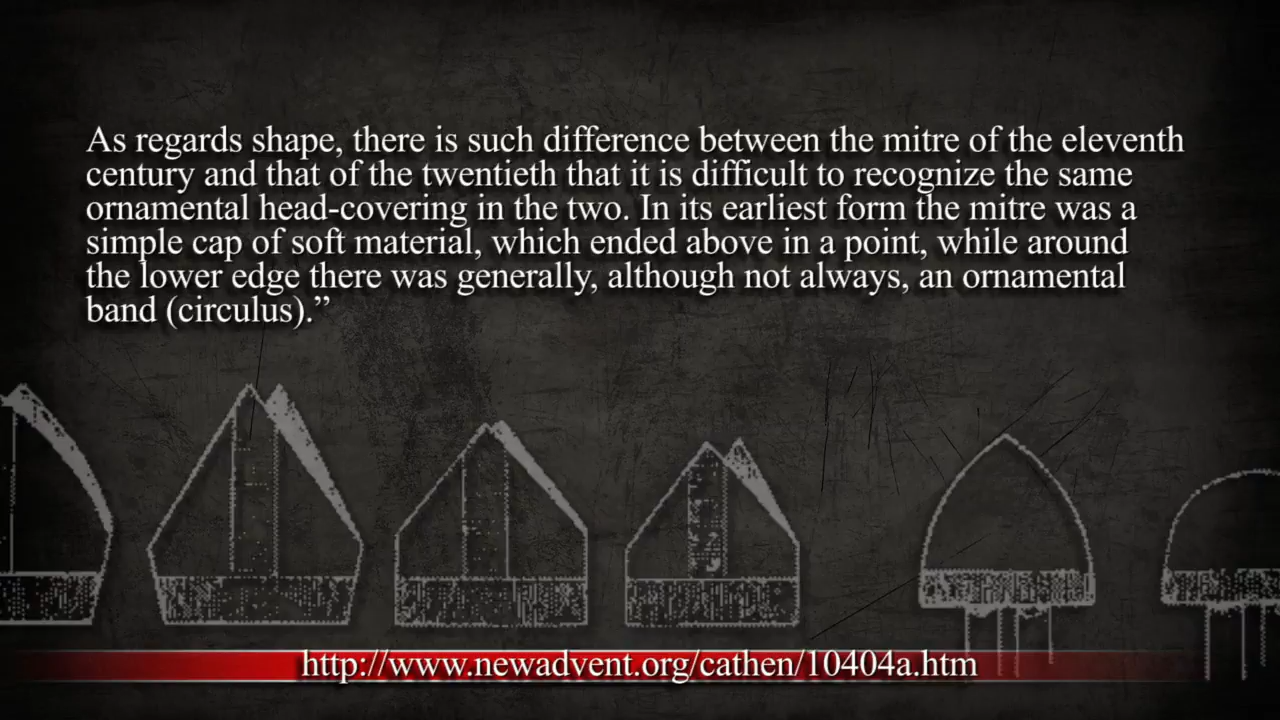 As regards shape, there is such difference between the mitre of the eleventh
century and that of the twentieth that it is difficult to recognize the same
ornamental head-covering in the two. In its earliest form the mitre was a
simple cap of soft material, which ended above in a point, while around
the lower edge there was generally, although not always, an ornamental
band (circulus).”
http://www.newadvent.org/cathen/10404a.htm